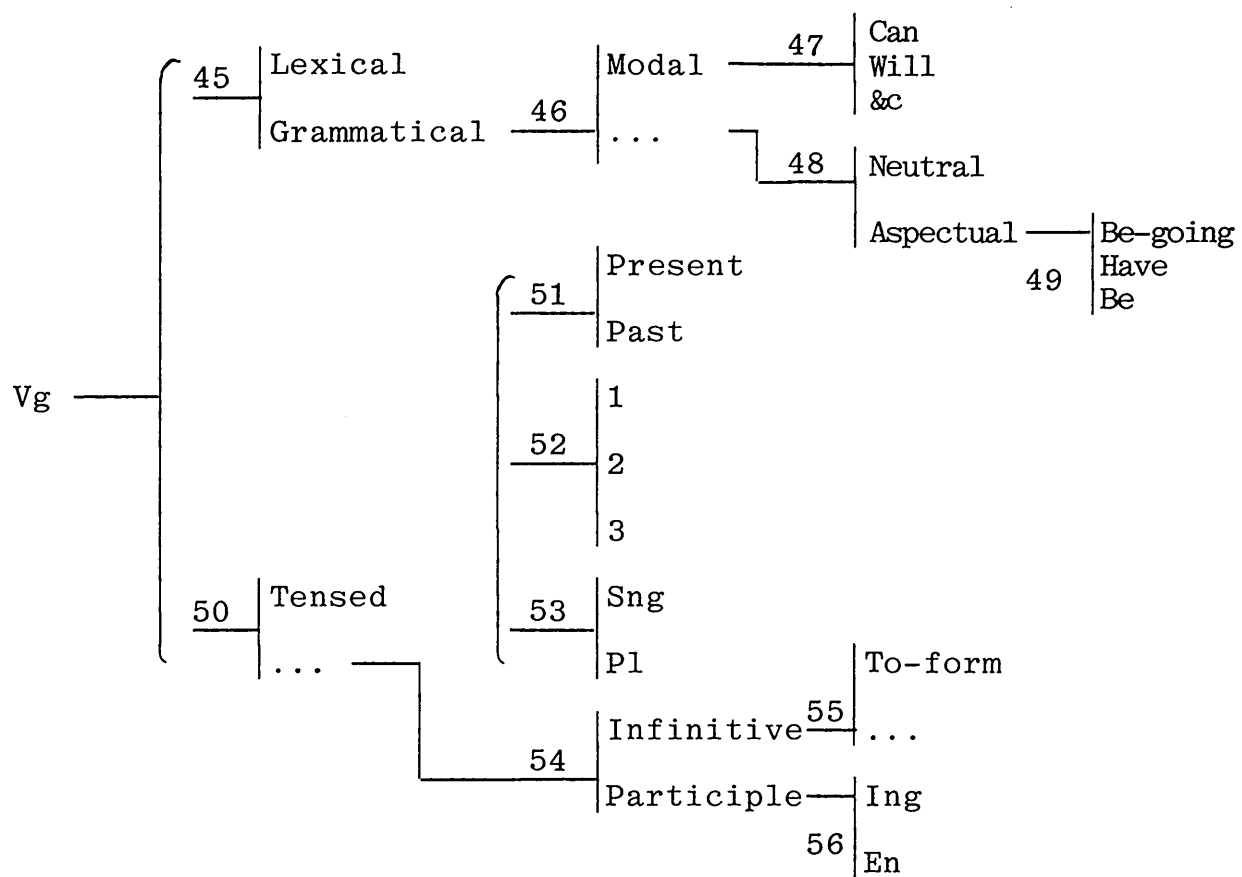 Vg
45
Lexical
Grammatical
46
Modal
...
47
Can
Will
&c
48
Neutral
Aspectual
49
Be-going
Have
Be
50
Tensed
...
51
Present
Past
52
1
2
3
53
Sng
Pl
54
Infinitive
Participle
55
To-form
...
56
Ing
En